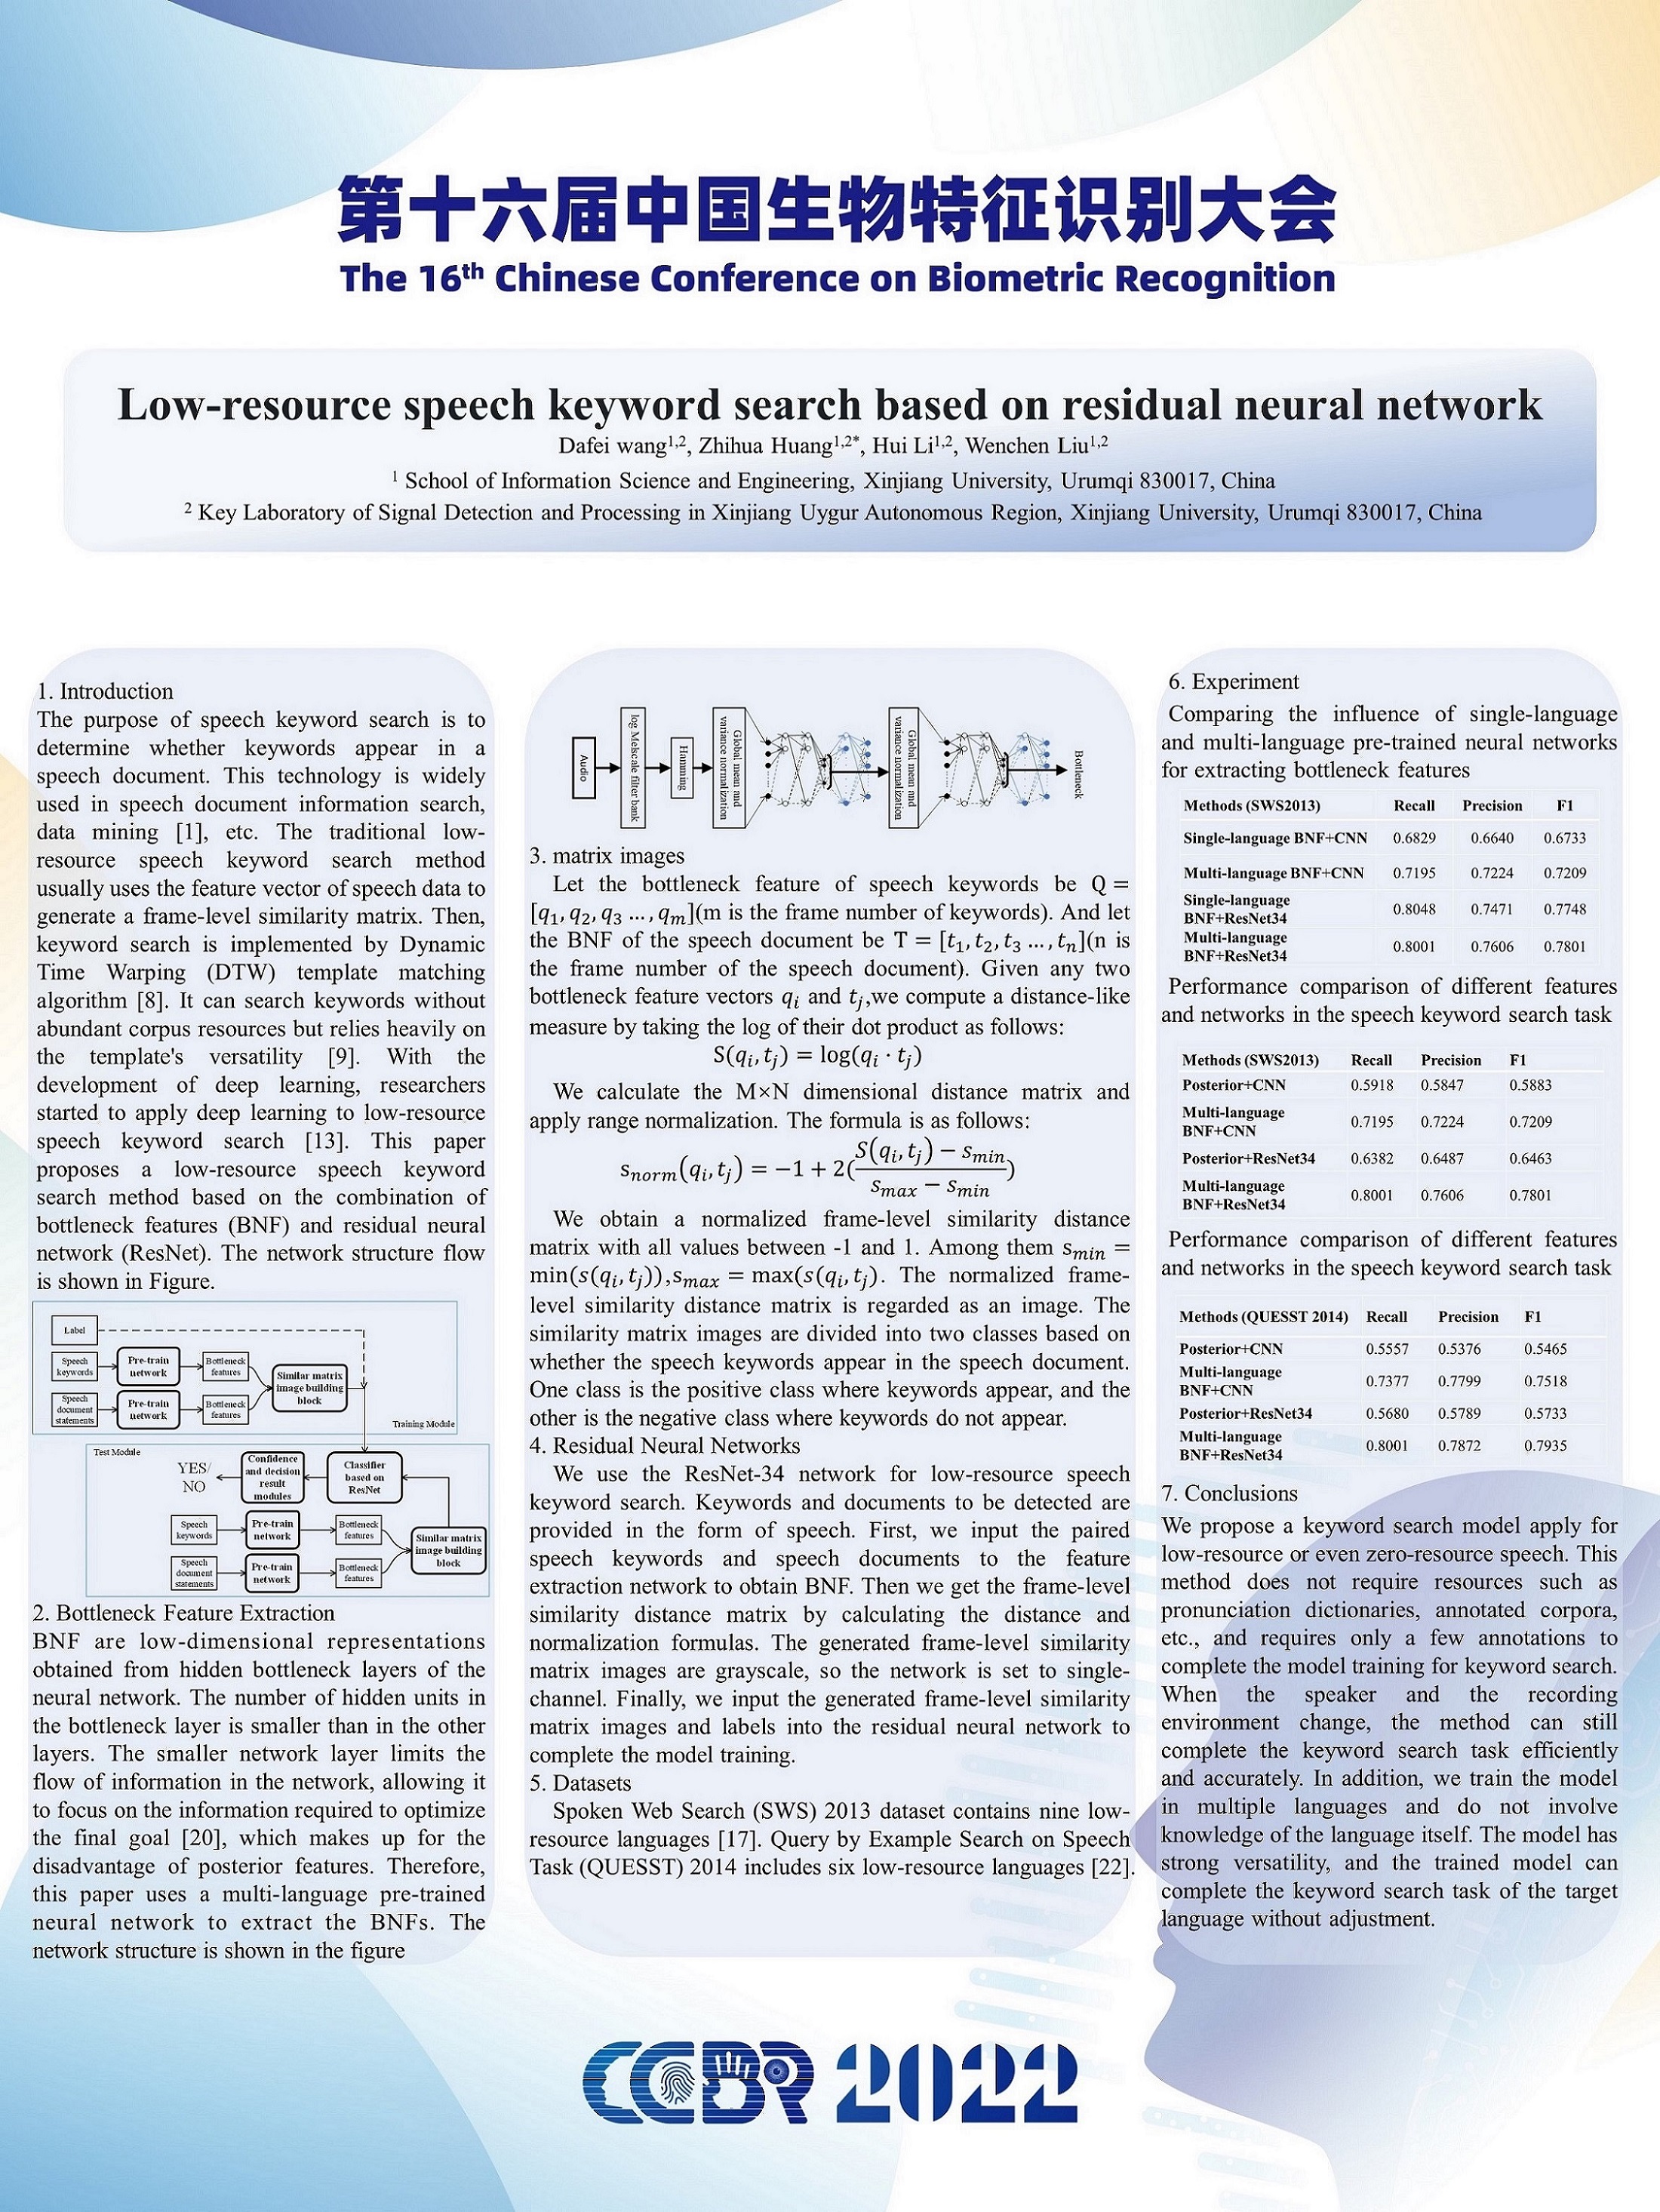 第十六届中国生物特征识别大会
The 16th Chinese Conference on Biometric Recognition
Low-resource speech keyword search based on residual neural network
Dafei wang1,2, Zhihua Huang1,2*, Hui Li1,2, Wenchen Liu1,2
1 School of Information Science and Engineering, Xinjiang University, Urumqi 830017, China
2 Key Laboratory of Signal Detection and Processing in Xinjiang Uygur Autonomous Region, Xinjiang University, Urumqi 830017, China
1. Introduction
The purpose of speech keyword search is to
determine whether keywords appear in a
speech document. This technology is widely
used in speech document information search,
data mining [1], etc. The traditional low-
resource speech keyword search method
usually uses the feature vector of speech data to
generate a frame-level similarity matrix. Then,
keyword search is implemented by Dynamic
Time Warping (DTW) template matching
algorithm [8]. It can search keywords without
abundant corpus resources but relies heavily on
the template's versatility [9]. With the
development of deep learning, researchers
started to apply deep learning to low-resource
speech keyword search [13]. This paper
proposes a low-resource speech keyword
search method based on the combination of
bottleneck features (BNF) and residual neural
network (ResNet). The network structure flow
is shown in Figure.
Label
Speech keywords
Pre-train network
Bottleneck features
Similar matrix image building block
Speech document statements
Pre-train network
Bottleneck features
Training Module
Test Module
YES/
NO
Confidence and decision result modules
Classifier based on ResNet
Speech keywords
Pre-train network
Bottleneck features
Similar matrix image building block
Speech document statements
Pre-train network
Bottleneck features
2. Bottleneck Feature Extraction
BNF are low-dimensional representations
obtained from hidden bottleneck layers of the
neural network. The number of hidden units in
the bottleneck layer is smaller than in the other
layers. The smaller network layer limits the
flow of information in the network, allowing it
to focus on the information required to optimize
the final goal [20], which makes up for the
disadvantage of posterior features. Therefore,
this paper uses a multi-language pre-trained
neural network to extract the BNFs. The
network structure is shown in the figure
Audio
log Melscale filter bank
Hamming
Global mean and variance normalization
Global mean and variance normalization
Bottleneck
3. matrix images
Let the bottleneck feature of speech keywords be Q =
[q1, q2, q3 …, qm](m is the frame number of keywords). And let
the BNF of the speech document be T = [t1, t2, t3 …, tn](n is
the frame number of the speech document). Given any two
bottleneck feature vectors qi and tj,we compute a distance-like
measure by taking the log of their dot product as follows:
S(qi, tj) = log(qi · tj)
We calculate the M×N dimensional distance matrix and
apply range normalization. The formula is as follows:
snorm(qi, tj) = −1 + 2(S(qi, tj) − smin / smax − smin)
We obtain a normalized frame-level similarity distance
matrix with all values between -1 and 1. Among them smin =
min(s(qi, tj)),smax = max(s(qi, tj). The normalized frame-
level similarity distance matrix is regarded as an image. The
similarity matrix images are divided into two classes based on
whether the speech keywords appear in the speech document.
One class is the positive class where keywords appear, and the
other is the negative class where keywords do not appear.
4. Residual Neural Networks
We use the ResNet-34 network for low-resource speech
keyword search. Keywords and documents to be detected are
provided in the form of speech. First, we input the paired
speech keywords and speech documents to the feature
extraction network to obtain BNF. Then we get the frame-level
similarity distance matrix by calculating the distance and
normalization formulas. The generated frame-level similarity
matrix images are grayscale, so the network is set to single-
channel. Finally, we input the generated frame-level similarity
matrix images and labels into the residual neural network to
complete the model training.
5. Datasets
Spoken Web Search (SWS) 2013 dataset contains nine low-
resource languages [17]. Query by Example Search on Speech
Task (QUESST) 2014 includes six low-resource languages [22].
6. Experiment
Comparing the influence of single-language
and multi-language pre-trained neural networks
for extracting bottleneck features
Methods (SWS2013) Recall Precision F1
Single-language BNF+CNN 0.6829 0.6640 0.6733
Multi-language BNF+CNN 0.7195 0.7224 0.7209
Single-language BNF+ResNet34 0.8048 0.7471 0.7748
Multi-language BNF+ResNet34 0.8001 0.7606 0.7801
Performance comparison of different features
and networks in the speech keyword search task
Methods (SWS2013) Recall Precision F1
Posterior+CNN 0.5918 0.5847 0.5883
Multi-language BNF+CNN 0.7195 0.7224 0.7209
Posterior+ResNet34 0.6382 0.6487 0.6463
Multi-language BNF+ResNet34 0.8001 0.7606 0.7801
Performance comparison of different features
and networks in the speech keyword search task
Methods (QUESST 2014) Recall Precision F1
Posterior+CNN 0.5557 0.5376 0.5465
Multi-language BNF+CNN 0.7377 0.7799 0.7518
Posterior+ResNet34 0.5680 0.5789 0.5733
Multi-language BNF+ResNet34 0.8001 0.7872 0.7935
7. Conclusions
We propose a keyword search model apply for
low-resource or even zero-resource speech. This
method does not require resources such as
pronunciation dictionaries, annotated corpora,
etc., and requires only a few annotations to
complete the model training for keyword search.
When the speaker and the recording
environment change, the method can still
complete the keyword search task efficiently
and accurately. In addition, we train the model
in multiple languages and do not involve
knowledge of the language itself. The model has
strong versatility, and the trained model can
complete the keyword search task of the target
language without adjustment.
CCBR 2022